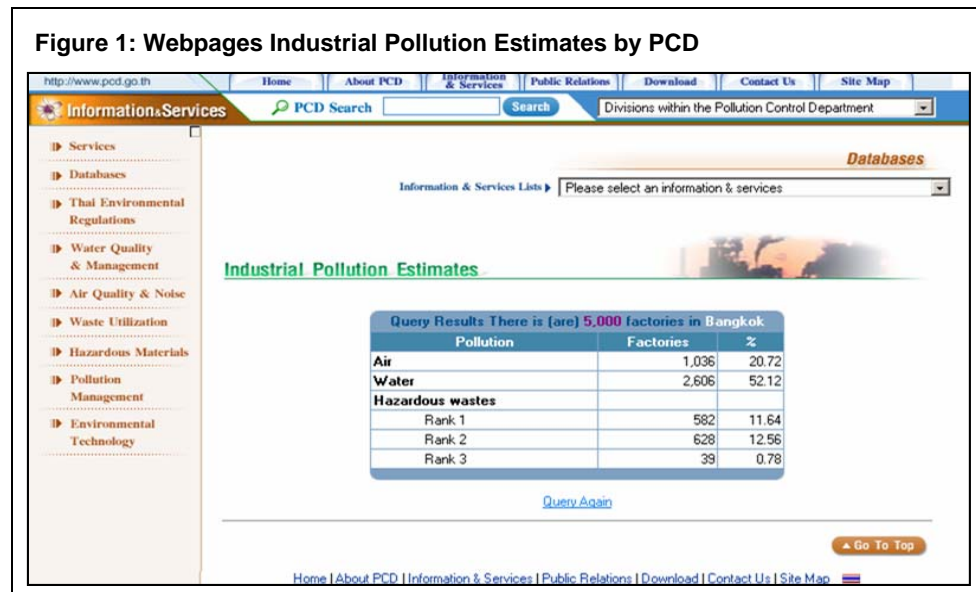 Figure 1: Webpages Industrial Pollution Estimates by PCD
http://www.pcd.go.th
Home
About PCD
Information
& Services
Public Relations
Download
Contact Us
Site Map
Information&Services
PCD Search
Search
Divisions within the Pollution Control Department
Services
Databases
Thai Environmental
Regulations
Water Quality
& Management
Air Quality & Noise
Waste Utilization
Hazardous Materials
Pollution
Management
Environmental
Technology
Databases
Information & Services Lists
Please select an information & services
Industrial Pollution Estimates
Query Results There is (are) 5,000 factories in Bangkok
Pollution Factories %
Air 1,036 20.72
Water 2,606 52.12
Hazardous wastes
Rank 1 582 11.64
Rank 2 628 12.56
Rank 3 39 0.78
Query Again
Go To Top
Home | About PCD | Information & Services | Public Relations | Download | Contact Us | Site Map